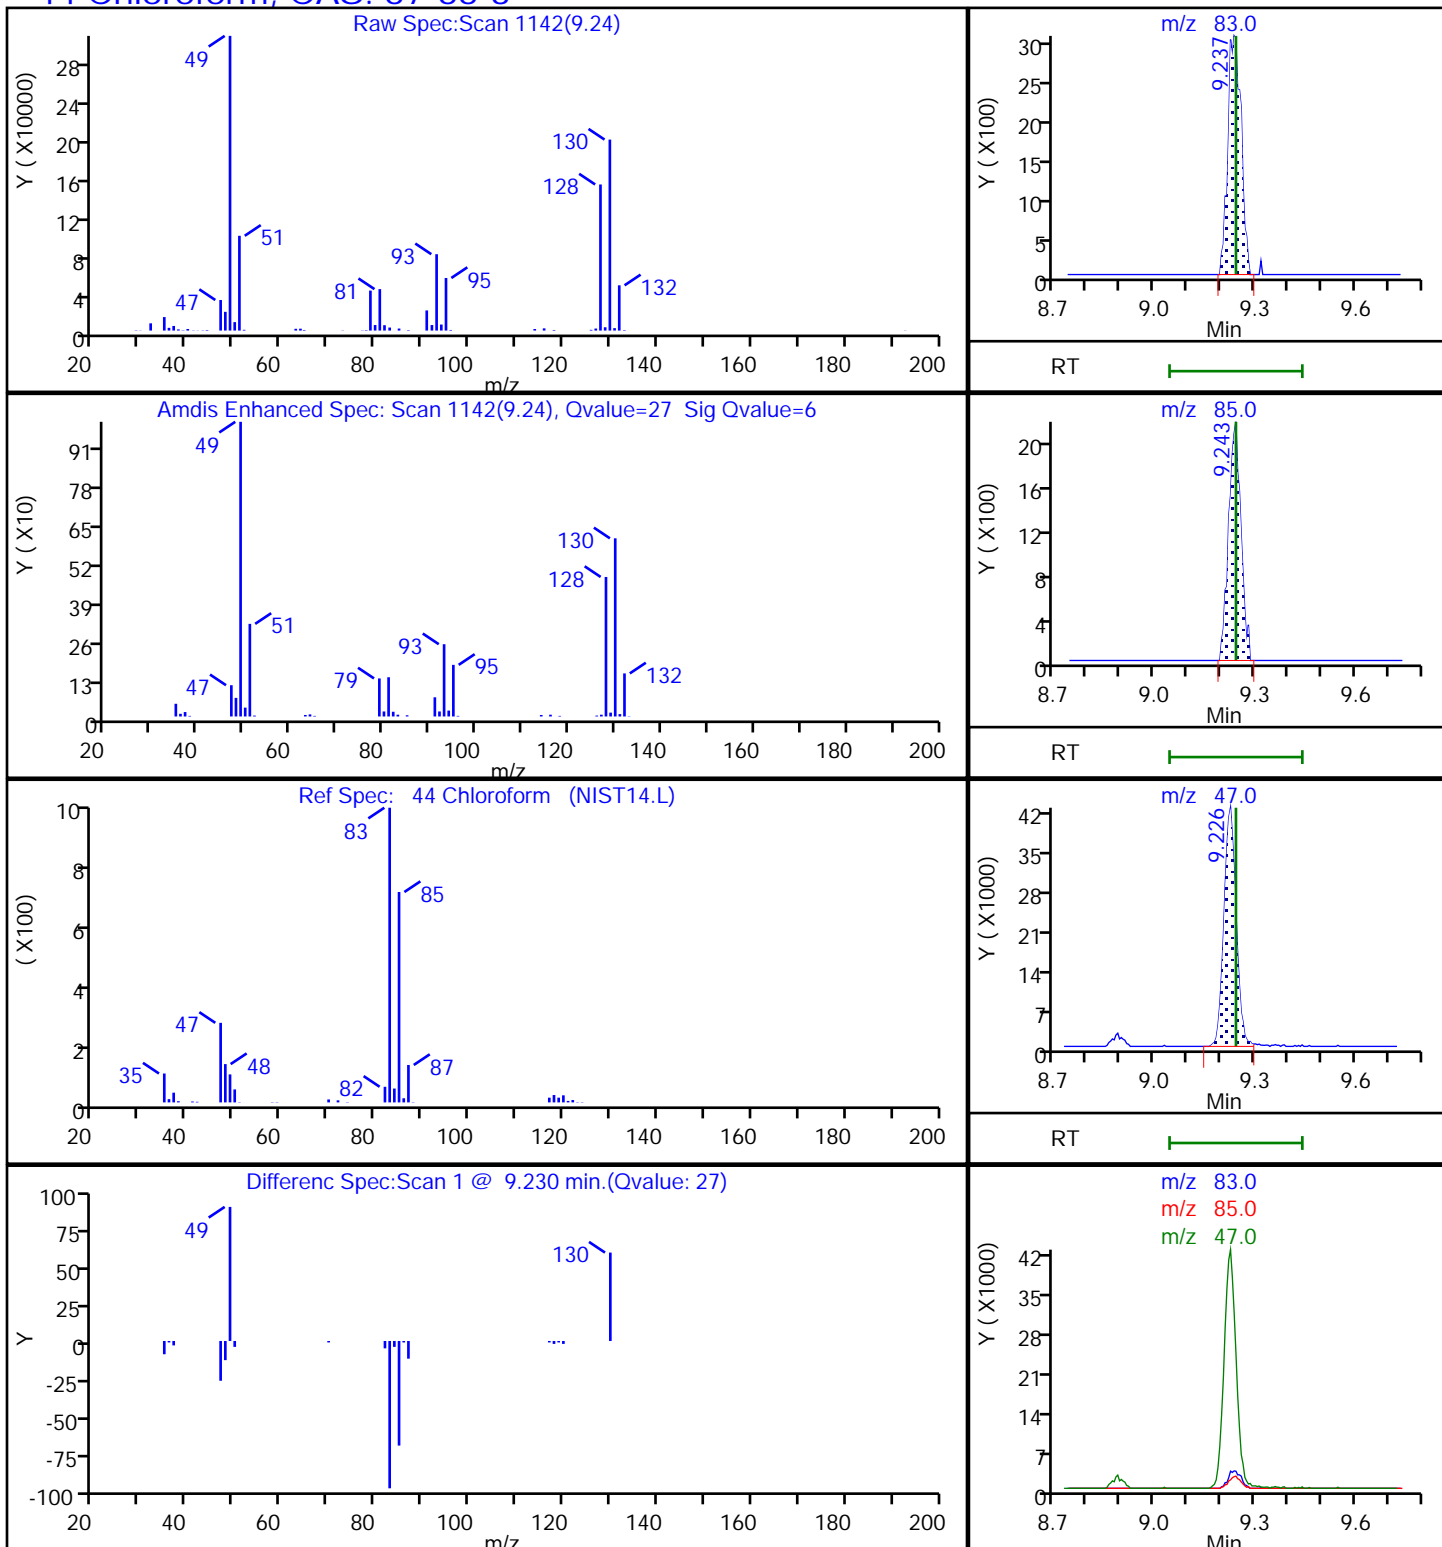 Raw Spec:Scan 1142(9.24)
Y ( X10000)
28
24
20
16
12
8
4
0
49
51
47
81
93
95
130
128
132
20 40 60 80 100 120 140 160 180 200
m/z
m/z 83.0
Y ( X100)
30
25
20
15
10
5
0
9.237
8.7 9.0 9.3 9.6
Min
RT
Amdis Enhanced Spec: Scan 1142(9.24), Qvalue=27 Sig Qvalue=6
Y ( X10)
91
78
65
52
39
26
13
0
49
51
47
79
93
95
130
128
132
20 40 60 80 100 120 140 160 180 200
m/z
m/z 85.0
Y ( X100)
20
16
12
8
4
0
9.243
8.7 9.0 9.3 9.6
Min
RT
Ref Spec: 44 Chloroform (NIST14.L)
( X100)
10
8
6
4
2
0
83
85
47
35
48
82
87
20 40 60 80 100 120 140 160 180 200
m/z 47.0
Y ( X1000)
42
35
28
21
14
7
0
9.226
8.7 9.0 9.3 9.6
Min
RT
Differenc Spec:Scan 1 @ 9.230 min.(Qvalue: 27)
Y
100
75
50
25
0
-25
-50
-75
-100
49
130
20 40 60 80 100 120 140 160 180 200
m/z
m/z 83.0
m/z 85.0
m/z 47.0
Y ( X1000)
42
35
28
21
14
7
0
8.7 9.0 9.3 9.6
Min